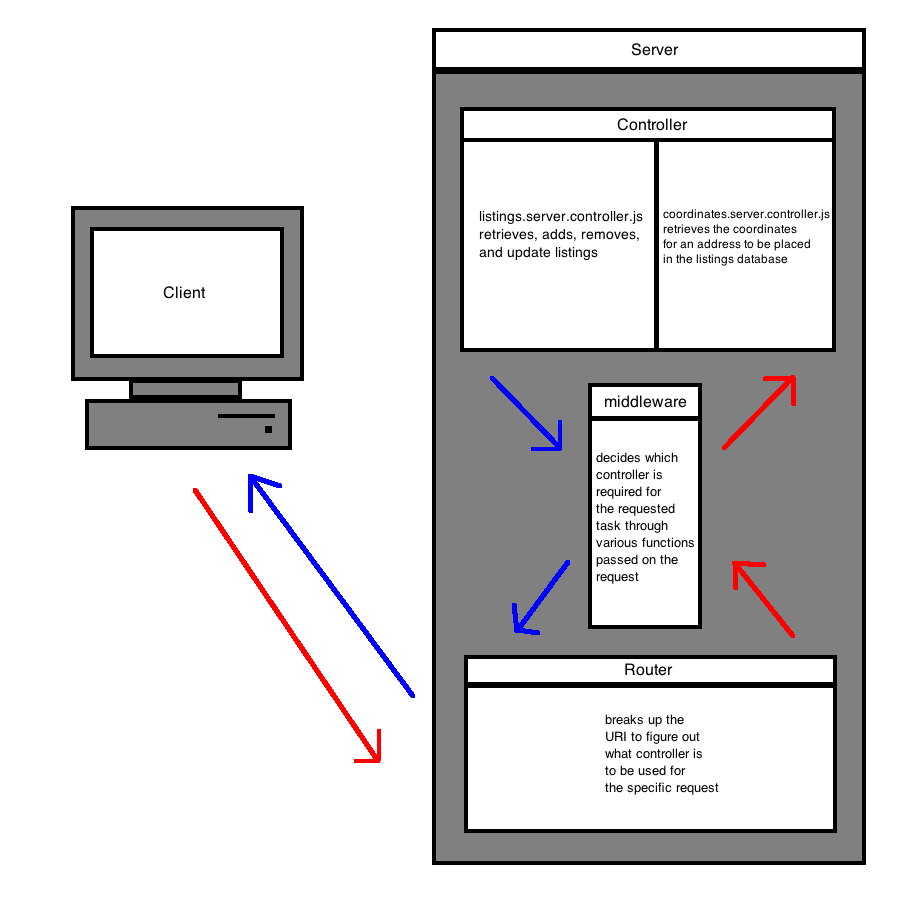 Server
Controller
listings.server.controller.js
retrieves, adds, removes,
and update listings
coordinates.server.controller.js
retrieves the coordinates
for an address to be placed
in the listings database
Client
middleware
decides which
controller is
required for
the requested
task through
various functions
passed on the
request
Router
breaks up the
URI to figure out
what controller is
to be used for
the specific request